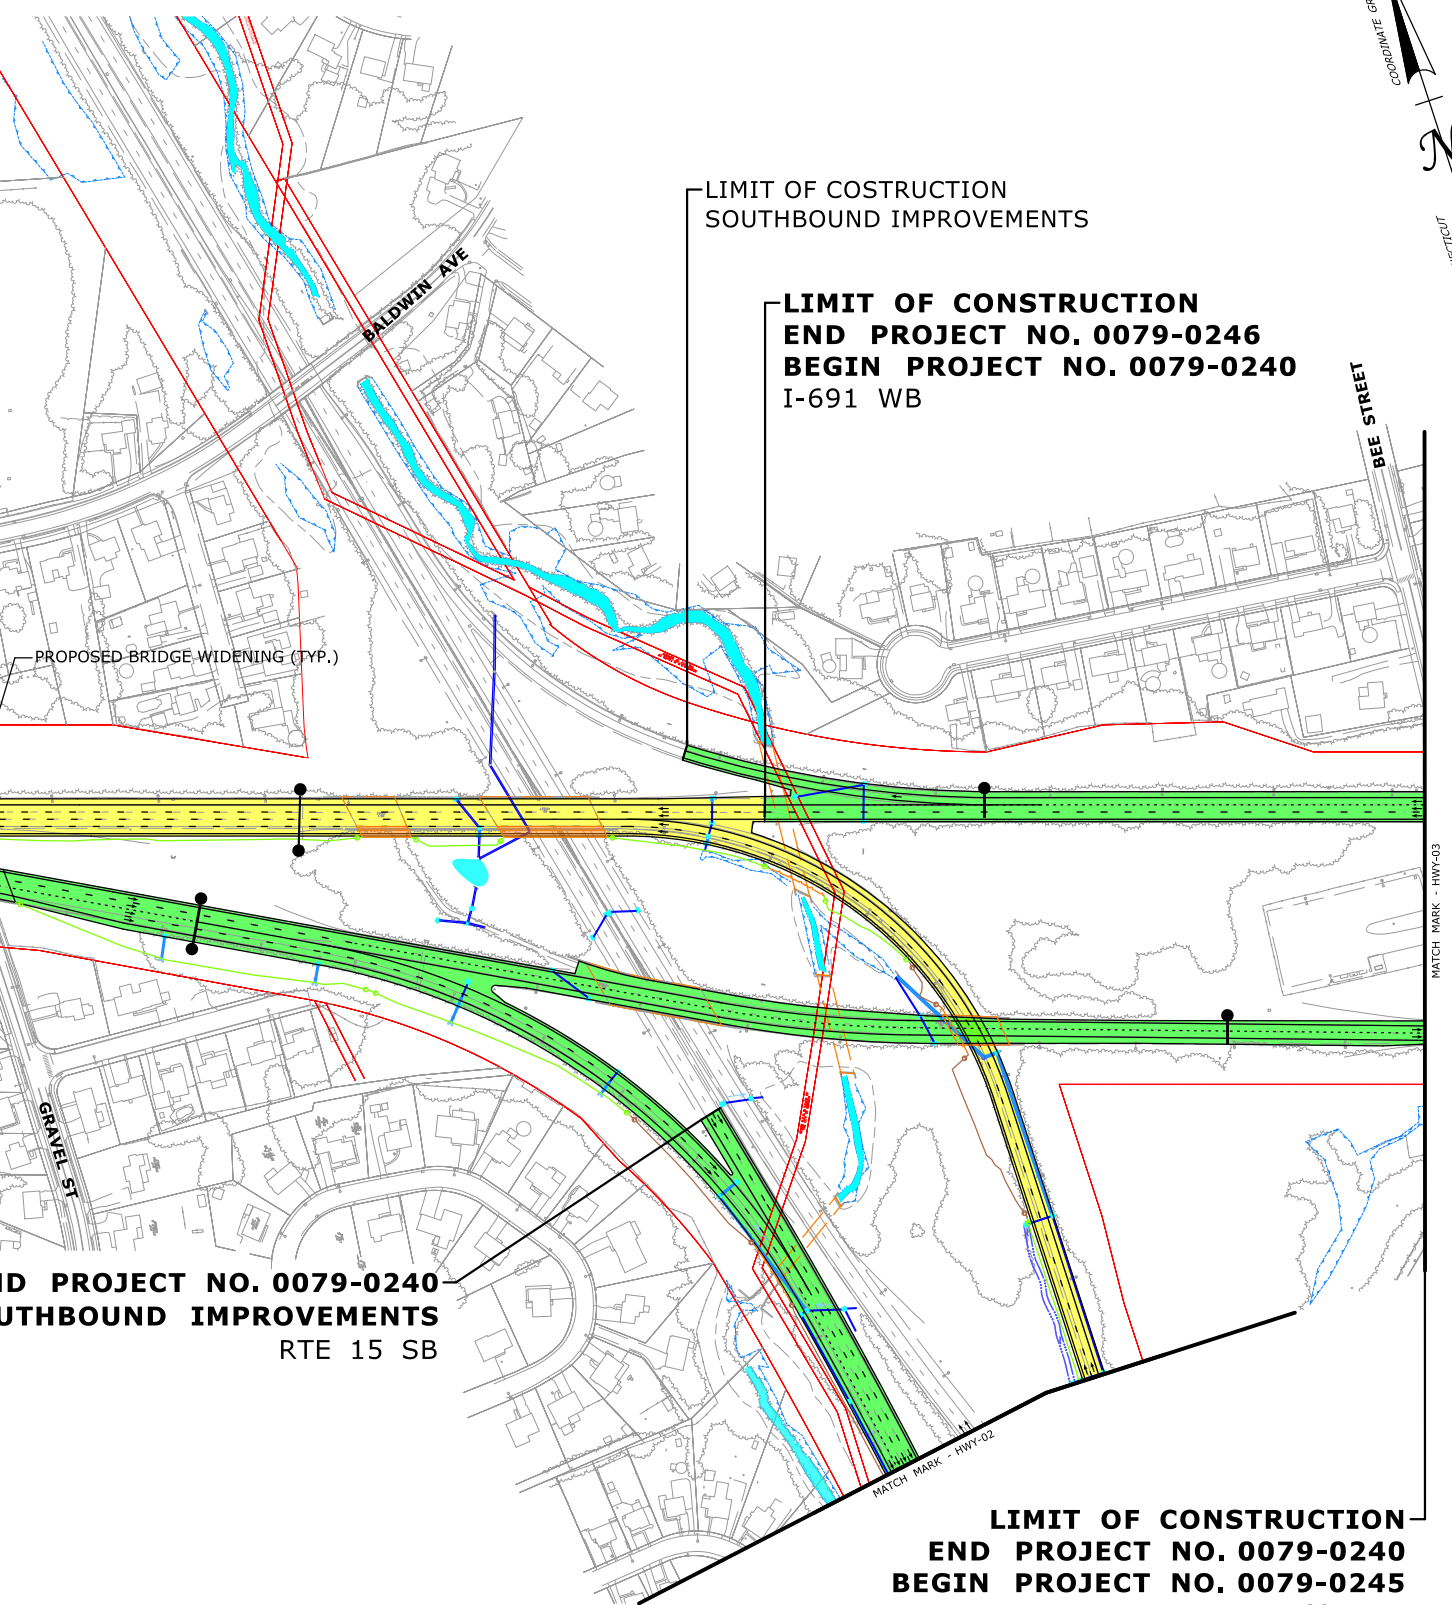 COORDINATE GR
N
LIMIT OF COSTRUCTION
SOUTHBOUND IMPROVEMENTS
LIMIT OF CONSTRUCTION
END PROJECT NO. 0079-0246
BEGIN PROJECT NO. 0079-0240
I-691 WB
BALDWIN AVE
BEE STREET
PROPOSED BRIDGE WIDENING (TYP.)
MATCH MARK - HWY-03
GRAVEL ST
ND PROJECT NO. 0079-0240
UTHBOUND IMPROVEMENTS
RTE 15 SB
MATCH MARK - HWY-02
LIMIT OF CONSTRUCTION
END PROJECT NO. 0079-0240
BEGIN PROJECT NO. 0079-0245